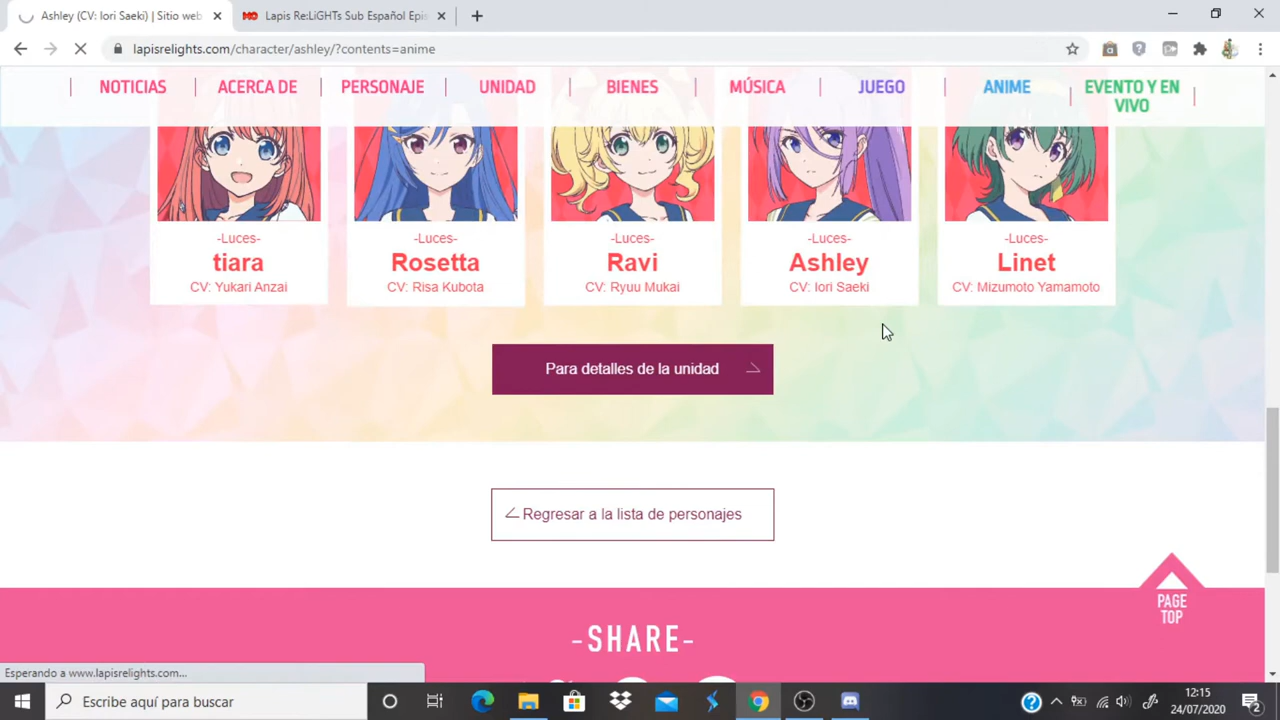 Ashley (CV: Iori Saeki) | Sitio web
Lapis Re:LiGHTs Sub Español Epis
lapisrelights.com/character/ashley/?contents=anime
NOTICIAS
ACERCA DE
PERSONAJE
UNIDAD
BIENES
MÚSICA
JUEGO
ANIME
EVENTO Y EN
VIVO
-Luces-
tiara
CV: Yukari Anzai
-Luces-
Rosetta
CV: Risa Kubota
-Luces-
Ravi
CV: Ryuu Mukai
-Luces-
Ashley
CV: Iori Saeki
-Luces-
Linet
CV: Mizumoto Yamamoto
Para detalles de la unidad
Regresar a la lista de personajes
PAGE
TOP
-SHARE-
Esperando a www.lapisrelights.com...
Escribe aquí para buscar
12:15
24/07/2020
2